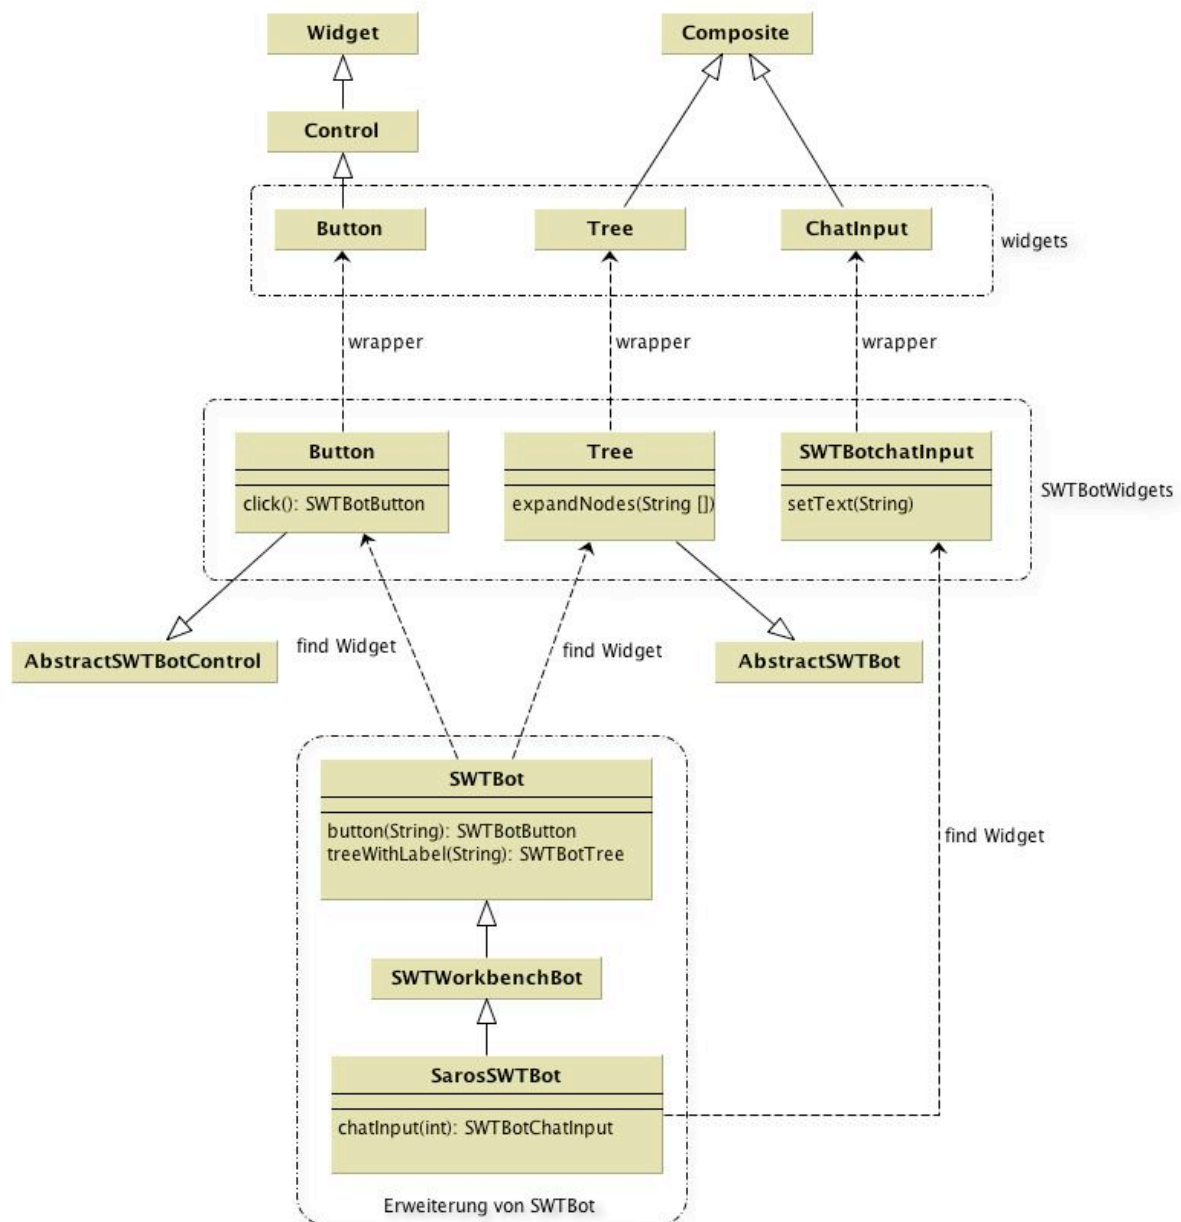 Widget
Composite
Control
Button
Tree
ChatInput
widgets
wrapper
wrapper
wrapper
Button
click(): SWTBotButton
Tree
expandNodes(String [])
SWTBotchatInput
setText(String)
SWTBotWidgets
AbstractSWTBotControl
find Widget
find Widget
AbstractSWTBot
SWTBot
button(String): SWTBotButton
treeWithLabel(String): SWTBotTree
find Widget
SWTWorkbenchBot
SarosSWTBot
chatInput(int): SWTBotChatInput
Erweiterung von SWTBot